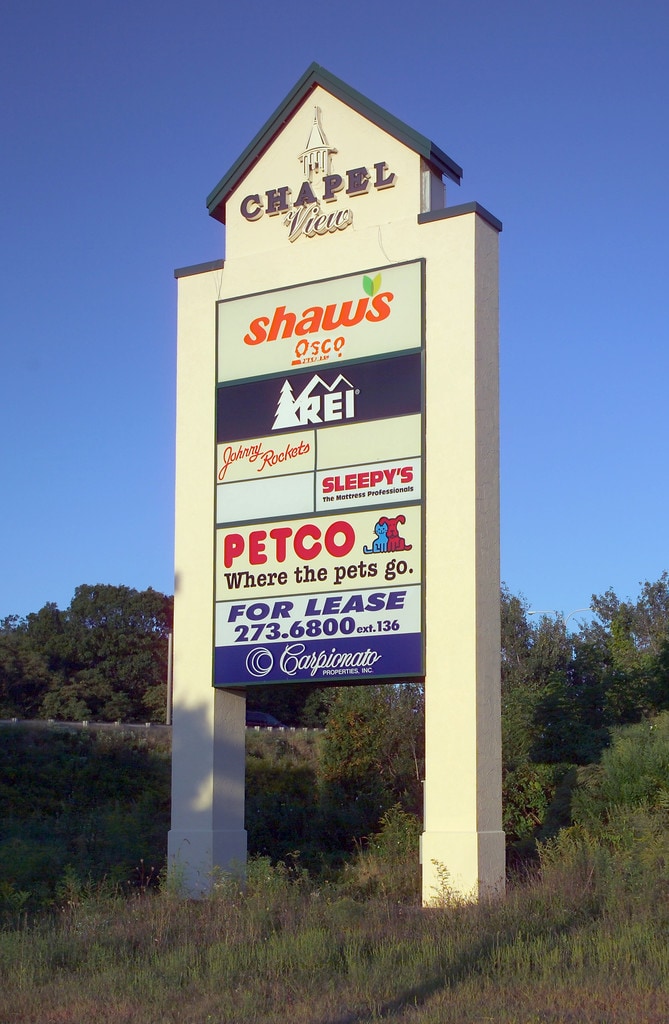 CHAPEL
View
shaw's
Osco
REI®
Johnny Rockets
SLEEPY'S
The Mattress Professionals
PETCO
Where the pets go.
FOR LEASE
273.6800 ext.136
Carpionato
PROPERTIES, INC.